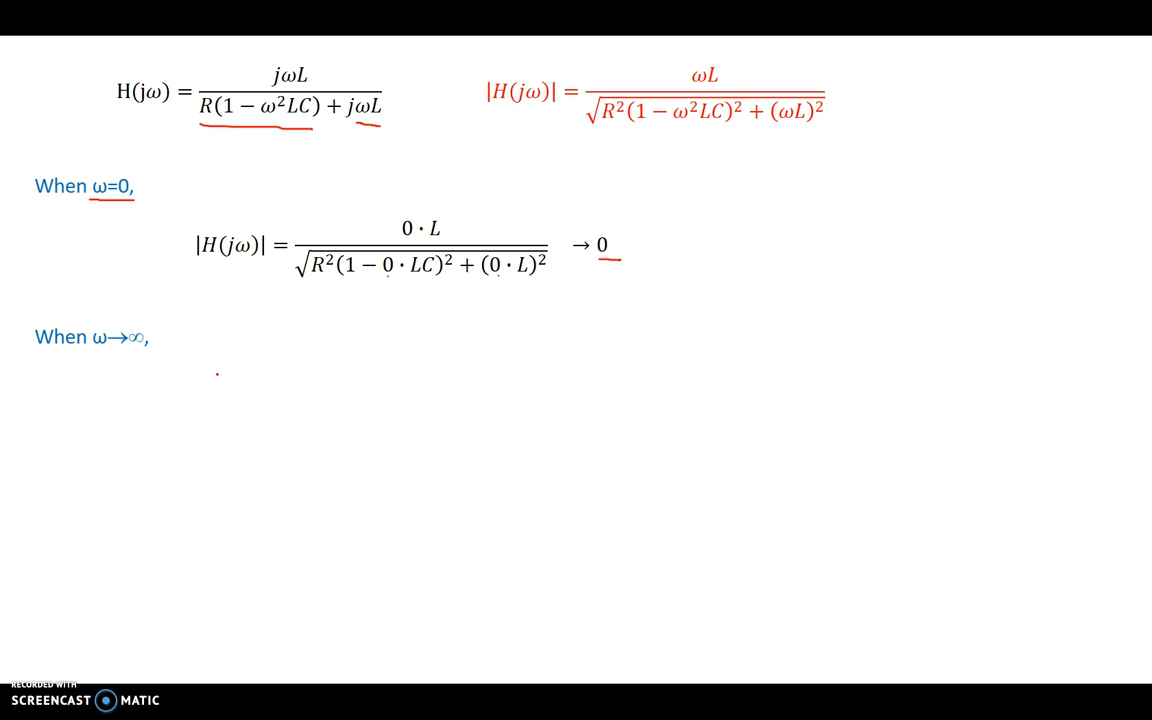 H(jω) = jωL / R(1 − ω²LC) + jωL
|H(jω)| = ωL / √R²(1 − ω²LC)² + (ωL)²
When ω=0,
|H(jω)| = 0 · L / √R²(1 − 0 · LC)² + (0 · L)² → 0
When ω→∞,
RECORDED WITH
SCREENCAST MATIC